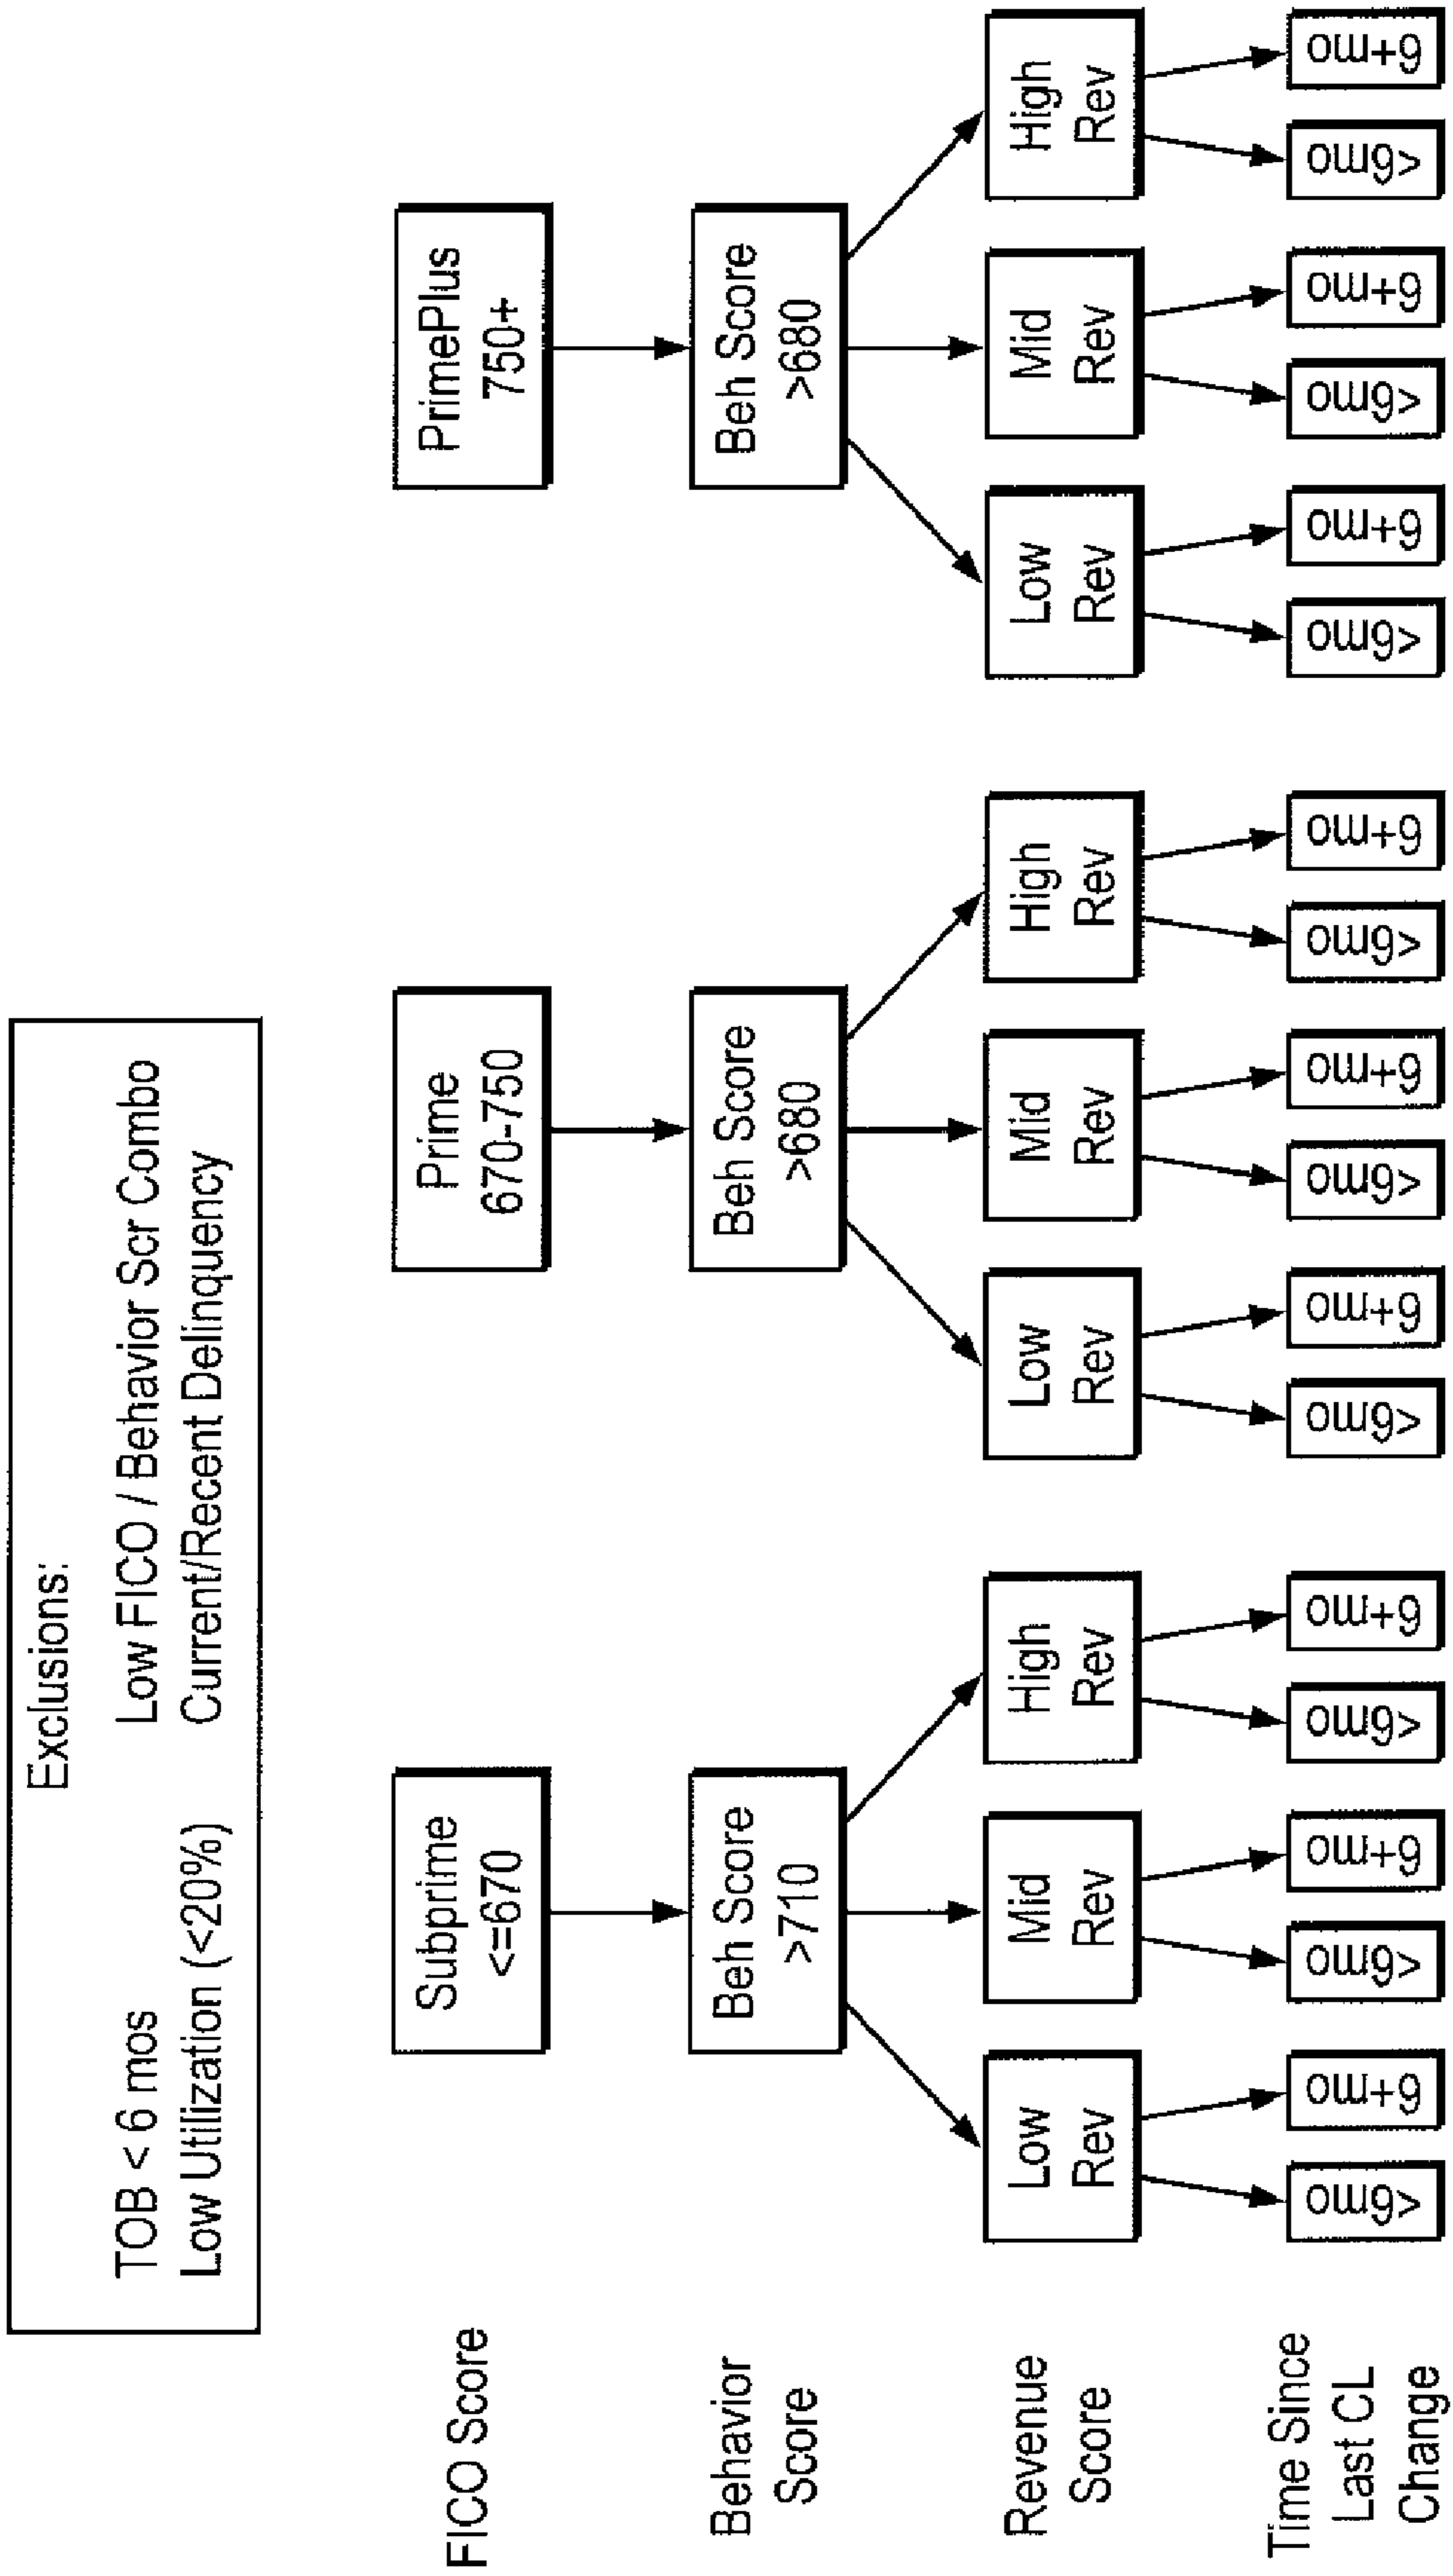 Exclusions:
TOB < 6 mos
Low FICO / Behavior Scr Combo
Low Utilization (<20%)
Current/Recent Delinquency
FICO Score
Subprime
<=670
Prime
670-750
PrimePlus
750+
Behavior
Score
Beh Score
>710
Beh Score
>680
Beh Score
>680
Revenue
Score
Low
Rev
Mid
Rev
High
Rev
Low
Rev
Mid
Rev
High
Rev
Low
Rev
Mid
Rev
High
Rev
Time Since
Last CL
Change
<6mo
6+mo
<6mo
6+mo
<6mo
6+mo
<6mo
6+mo
<6mo
6+mo
<6mo
6+mo
<6mo
6+mo
<6mo
6+mo
<6mo
6+mo